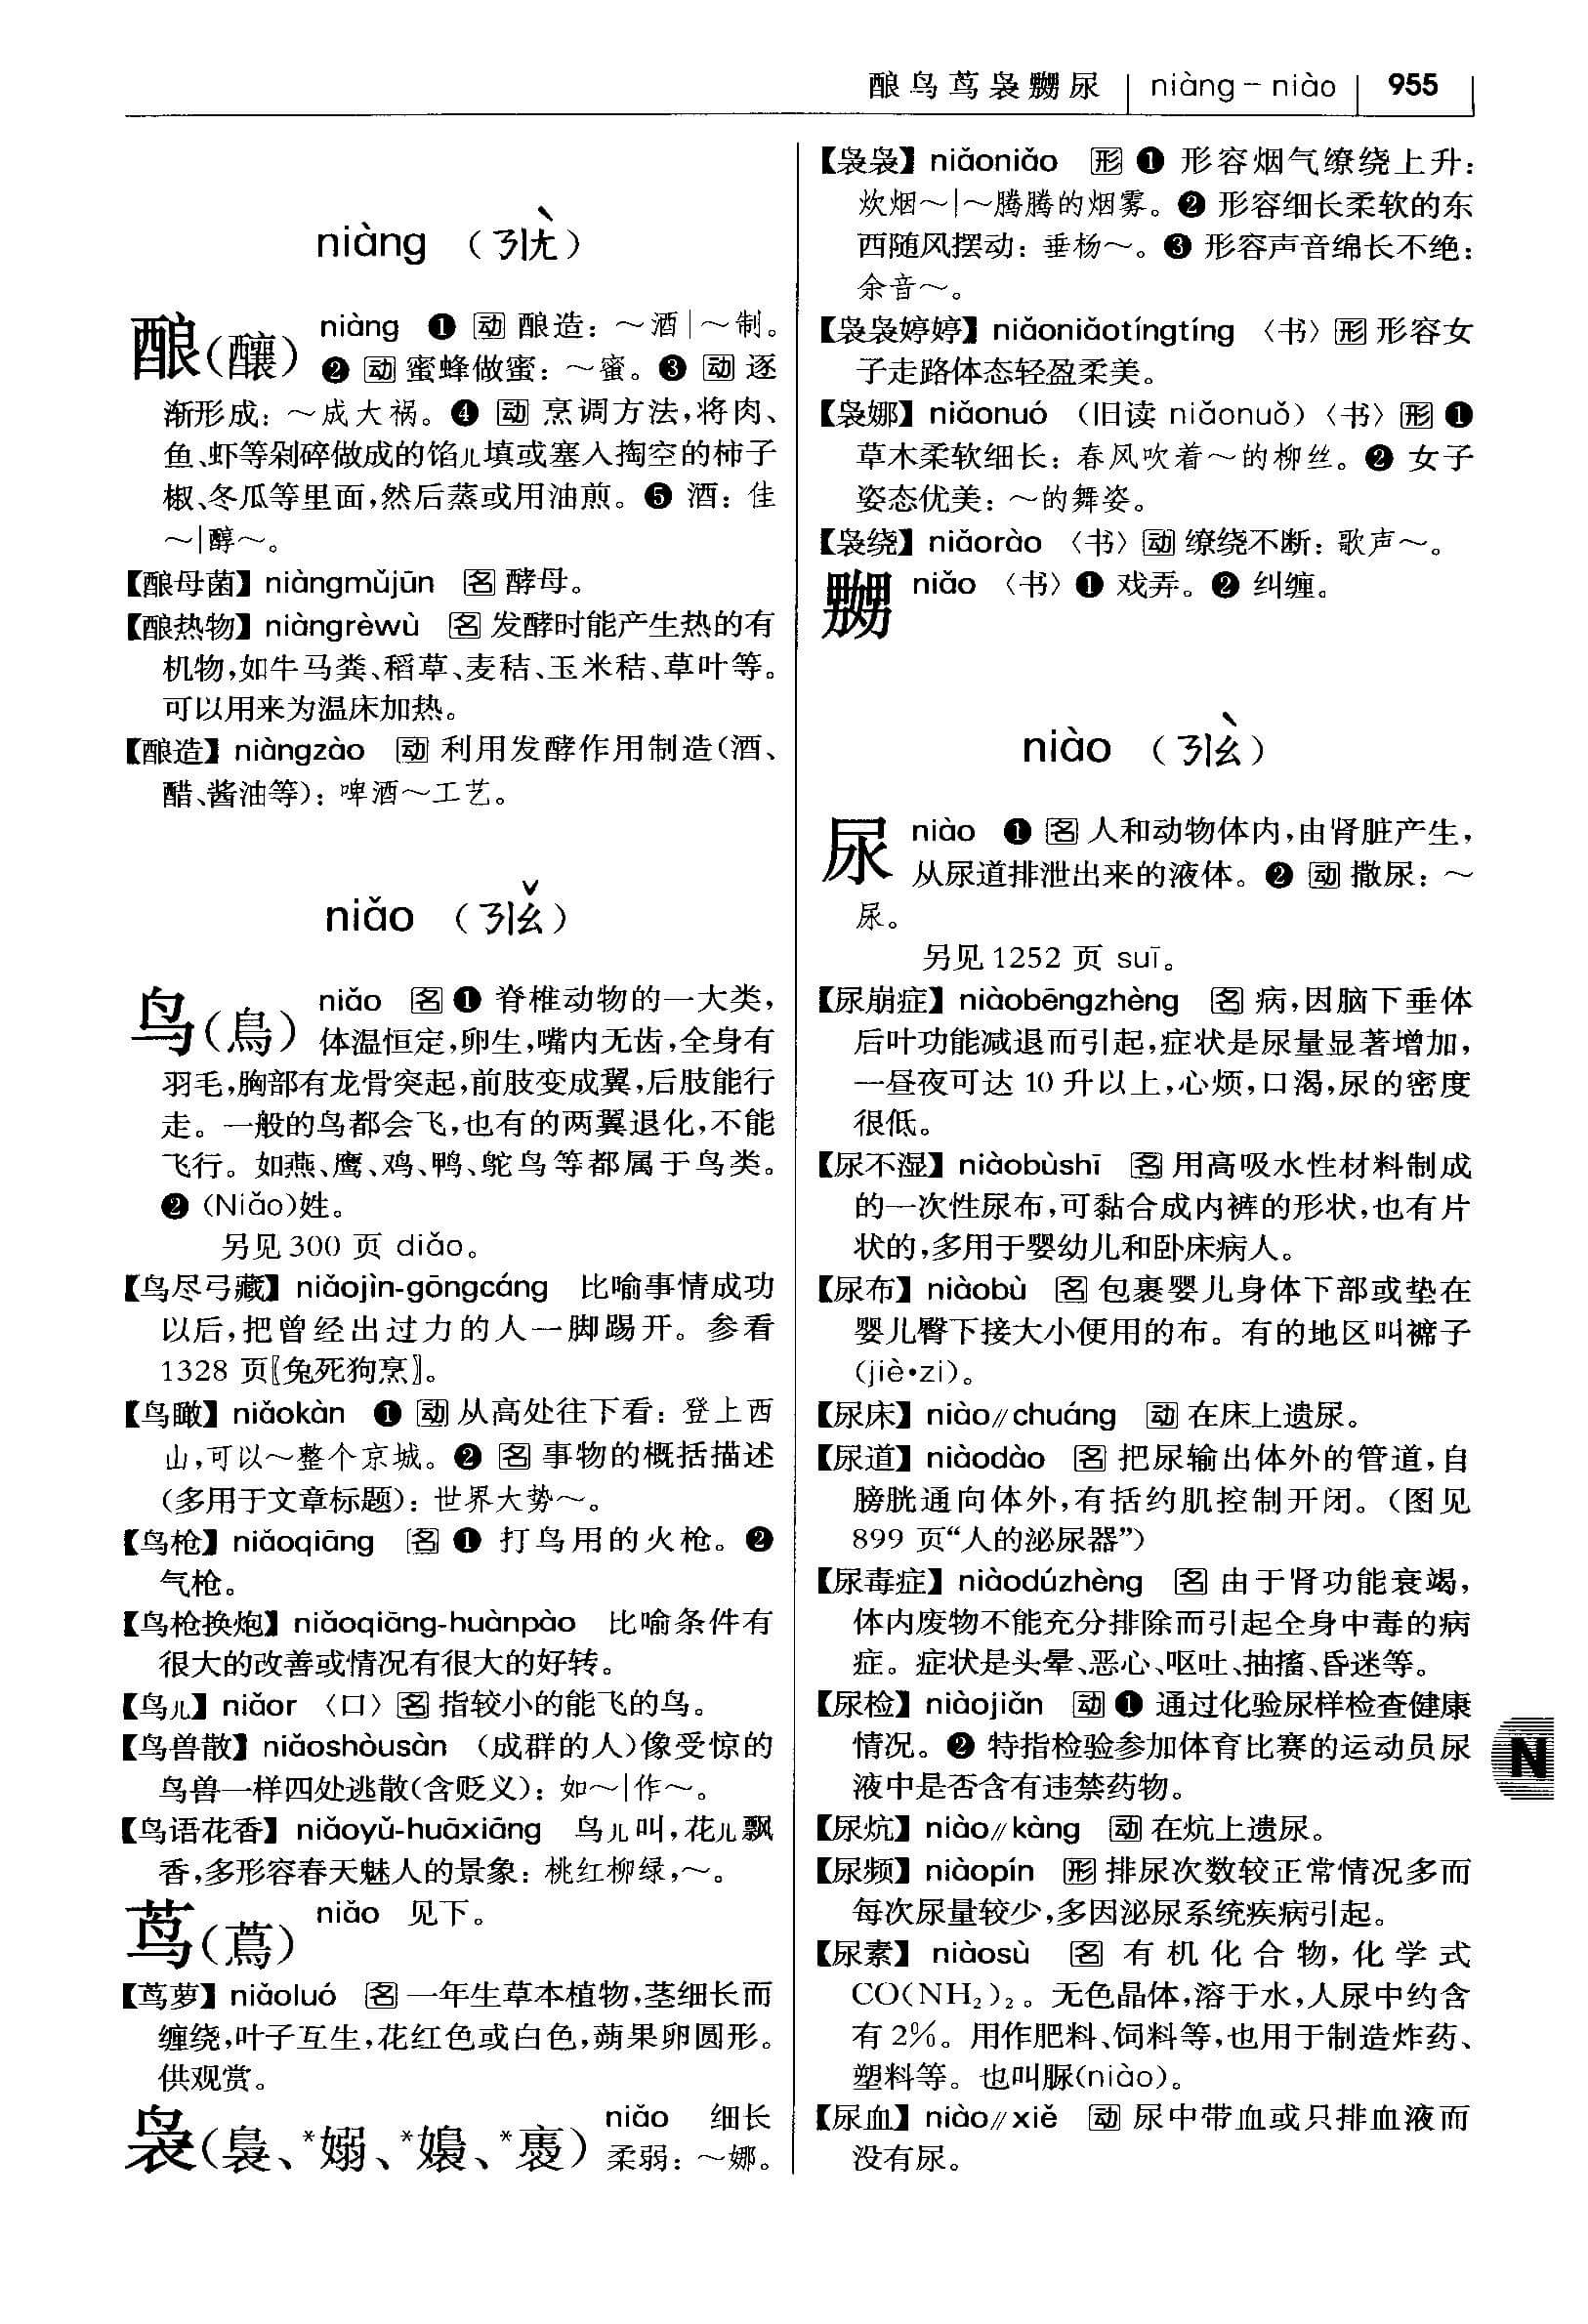 酿鸟茑袅嬲尿 niàng－niào 955
niàng （ㄋㄧㄤˋ）
酿（釀） niàng ❶ 动 酿造：～酒｜～制。
❷ 动 蜜蜂做蜜：～蜜。❸ 动 逐
渐形成：～成大祸。❹ 动 烹调方法，将肉、
鱼、虾等剁碎做成的馅儿填或塞入掏空的柿子
椒、冬瓜等里面，然后蒸或用油煎。❺ 酒：佳
～｜醇～。
【酿母菌】niàngmǔjūn 名 酵母。
【酿热物】niàngrèwù 名 发酵时能产生热的有
机物，如牛马粪、稻草、麦秸、玉米秸、草叶等。
可以用来为温床加热。
【酿造】niàngzào 动 利用发酵作用制造（酒、
醋、酱油等）：啤酒～工艺。
niǎo （ㄋㄧㄠˇ）
鸟（鳥） niǎo 名 ❶ 脊椎动物的一大类，
体温恒定，卵生，嘴内无齿，全身有
羽毛，胸部有龙骨突起，前肢变成翼，后肢能行
走。一般的鸟都会飞，也有的两翼退化，不能
飞行。如燕、鹰、鸡、鸭、鸵鸟等都属于鸟类。
❷ (Niǎo)姓。
另见 300 页 diǎo。
【鸟尽弓藏】niǎojìn-gōngcáng 比喻事情成功
以后，把曾经出过力的人一脚踢开。参看
1328 页〖兔死狗烹〗。
【鸟瞰】niǎokàn ❶ 动 从高处往下看：登上西
山，可以～整个京城。❷ 名 事物的概括描述
（多用于文章标题）：世界大势～。
【鸟枪】niǎoqiāng 名 ❶ 打鸟用的火枪。❷
气枪。
【鸟枪换炮】niǎoqiāng-huànpào 比喻条件有
很大的改善或情况有很大的好转。
【鸟儿】niǎor 〈口〉名 指较小的能飞的鸟。
【鸟兽散】niǎoshòusàn （成群的人）像受惊的
鸟兽一样四处逃散（含贬义）：如～｜作～。
【鸟语花香】niǎoyǔ-huāxiāng 鸟儿叫，花儿飘
香，多形容春天魅人的景象：桃红柳绿，～。
茑（蔦） niǎo 见下。
【茑萝】niǎoluó 名 一年生草本植物，茎细长而
缠绕，叶子互生，花红色或白色，蒴果卵圆形。
供观赏。
袅（裊、*嫋、*嬝、*褭） niǎo 细长
柔弱：～娜。
【袅袅】niǎoniǎo 形 ❶ 形容烟气缭绕上升：
炊烟～｜～腾腾的烟雾。❷ 形容细长柔软的东
西随风摆动：垂杨～。❸ 形容声音绵长不绝：
余音～。
【袅袅婷婷】niǎoniǎotíngtíng 〈书〉形 形容女
子走路体态轻盈柔美。
【袅娜】niǎonuó （旧读 niǎonuǒ）〈书〉形 ❶
草木柔软细长：春风吹着～的柳丝。❷ 女子
姿态优美：～的舞姿。
【袅绕】niǎorào 〈书〉动 缭绕不断：歌声～。
嬲 niǎo 〈书〉❶ 戏弄。❷ 纠缠。
niào （ㄋㄧㄠˋ）
尿 niào ❶ 名 人和动物体内，由肾脏产生，
从尿道排泄出来的液体。❷ 动 撒尿：～
尿。
另见 1252 页 suī。
【尿崩症】niàobēngzhèng 名 病，因脑下垂体
后叶功能减退而引起，症状是尿量显著增加，
一昼夜可达 10 升以上，心烦，口渴，尿的密度
很低。
【尿不湿】niàobùshī 名 用高吸水性材料制成
的一次性尿布，可黏合成内裤的形状，也有片
状的，多用于婴幼儿和卧床病人。
【尿布】niàobù 名 包裹婴儿身体下部或垫在
婴儿臀下接大小便用的布。有的地区叫褯子
(jiè•zi)。
【尿床】niào∥chuáng 动 在床上遗尿。
【尿道】niàodào 名 把尿输出体外的管道，自
膀胱通向体外，有括约肌控制开闭。（图见
899 页“人的泌尿器”）
【尿毒症】niàodúzhèng 名 由于肾功能衰竭，
体内废物不能充分排除而引起全身中毒的病
症。症状是头晕、恶心、呕吐、抽搐、昏迷等。
【尿检】niàojiǎn 动 ❶ 通过化验尿样检查健康
情况。❷ 特指检验参加体育比赛的运动员尿
液中是否含有违禁药物。
【尿炕】niào∥kàng 动 在炕上遗尿。
【尿频】niàopín 形 排尿次数较正常情况多而
每次尿量较少，多因泌尿系统疾病引起。
【尿素】niàosù 名 有机化合物，化学式
CO(NH₂)₂。无色晶体，溶于水，人尿中约含
有 2%。用作肥料、饲料等，也用于制造炸药、
塑料等。也叫脲(niào)。
【尿血】niào∥xiě 动 尿中带血或只排血液而
没有尿。
N